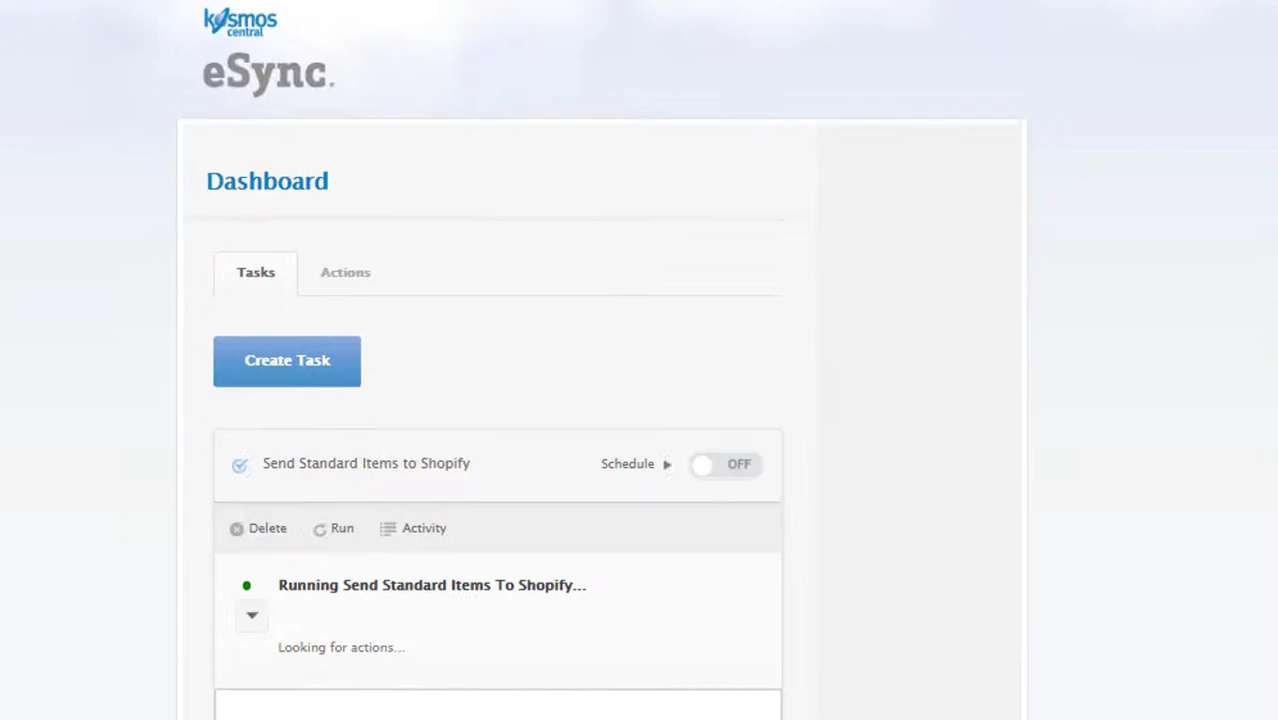 kosmos
central
eSync.
Dashboard
Tasks
Actions
Create Task
Send Standard Items to Shopify
Schedule
OFF
Delete
Run
Activity
Running Send Standard Items To Shopify...
Looking for actions...